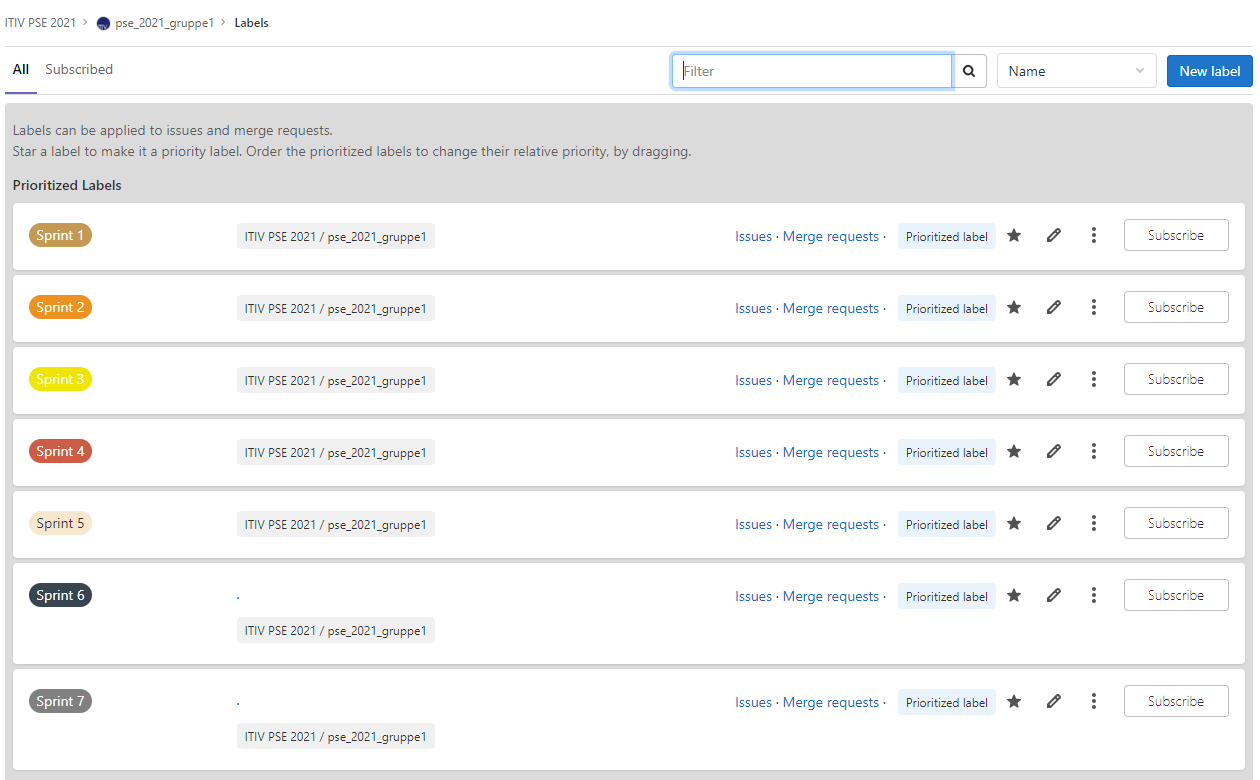 ITIV PSE 2021 > pse_2021_gruppe1 > Labels
All Subscribed Filter Name New label
Labels can be applied to issues and merge requests.
Star a label to make it a priority label. Order the prioritized labels to change their relative priority, by dragging.
Prioritized Labels
Sprint 1 ITIV PSE 2021 / pse_2021_gruppe1 Issues · Merge requests · Prioritized label Subscribe
Sprint 2 ITIV PSE 2021 / pse_2021_gruppe1 Issues · Merge requests · Prioritized label Subscribe
Sprint 3 ITIV PSE 2021 / pse_2021_gruppe1 Issues · Merge requests · Prioritized label Subscribe
Sprint 4 ITIV PSE 2021 / pse_2021_gruppe1 Issues · Merge requests · Prioritized label Subscribe
Sprint 5 ITIV PSE 2021 / pse_2021_gruppe1 Issues · Merge requests · Prioritized label Subscribe
Sprint 6 . Issues · Merge requests · Prioritized label Subscribe
ITIV PSE 2021 / pse_2021_gruppe1
Sprint 7 . Issues · Merge requests · Prioritized label Subscribe
ITIV PSE 2021 / pse_2021_gruppe1